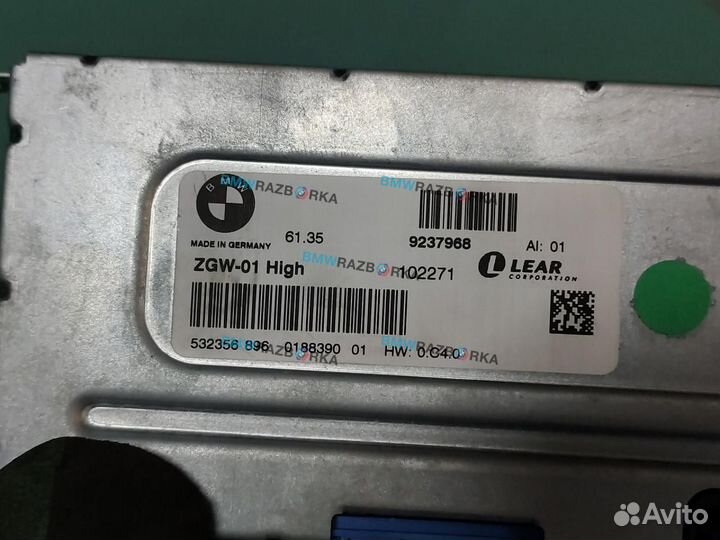 BMW
MADE IN GERMANY
61.35
9237968
AI: 01
ZGW-01 High
102271
LEAR
CORPORATION
532356 896 0188390 01 HW: 0.C4.0
BMWRAZBORKA
BMWRAZBORKA
BMWRAZBORKA
BMWRAZBORKA
BMWRAZBORKA
Avito